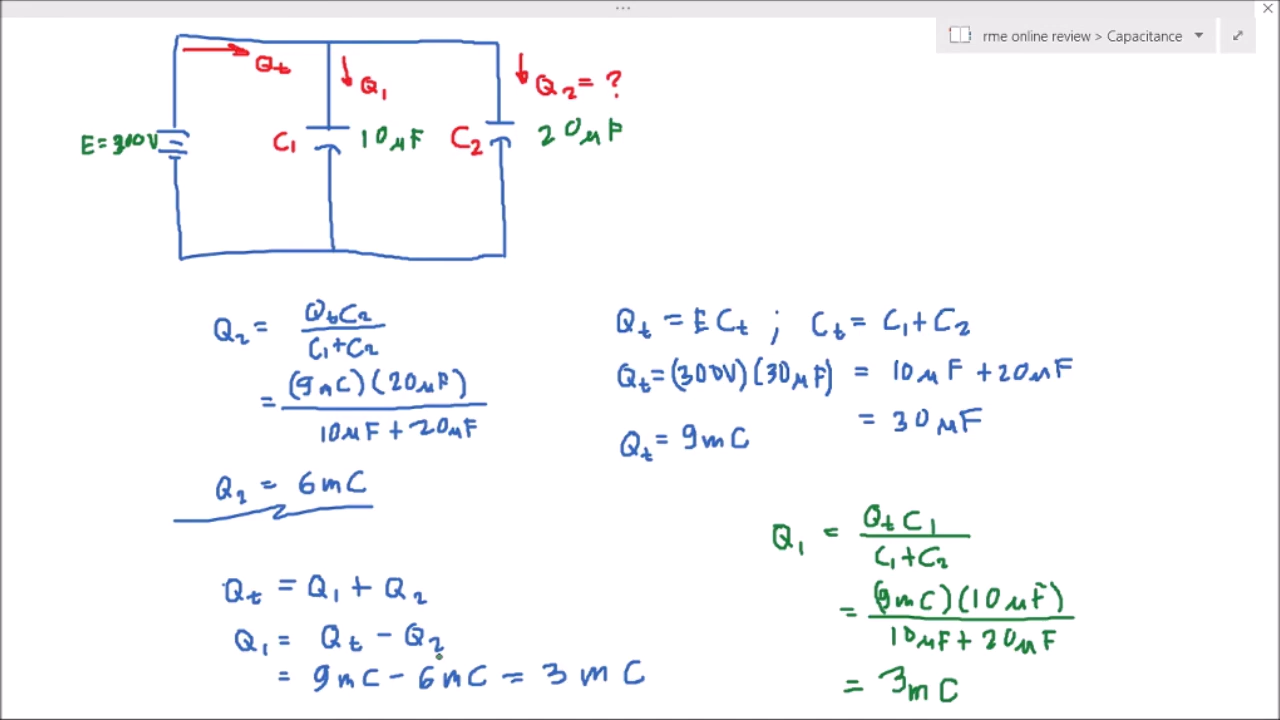 rme online review > Capacitance
Qt
Q1
Q2 = ?
E = 300V
C1
10μF
C2
20μF
Q2 = QtC2 / C1+C2
= (9mC)(20μF) / 10μF + 20μF
Q2 = 6mC
Qt = Q1 + Q2
Q1 = Qt - Q2
= 9mC - 6mC = 3mC
Qt = ECt ; Ct = C1 + C2
Qt = (300V)(30μF) = 10μF + 20μF
= 30μF
Qt = 9mC
Q1 = QtC1 / C1+C2
= (9mC)(10μF) / 10μF + 20μF
= 3mC